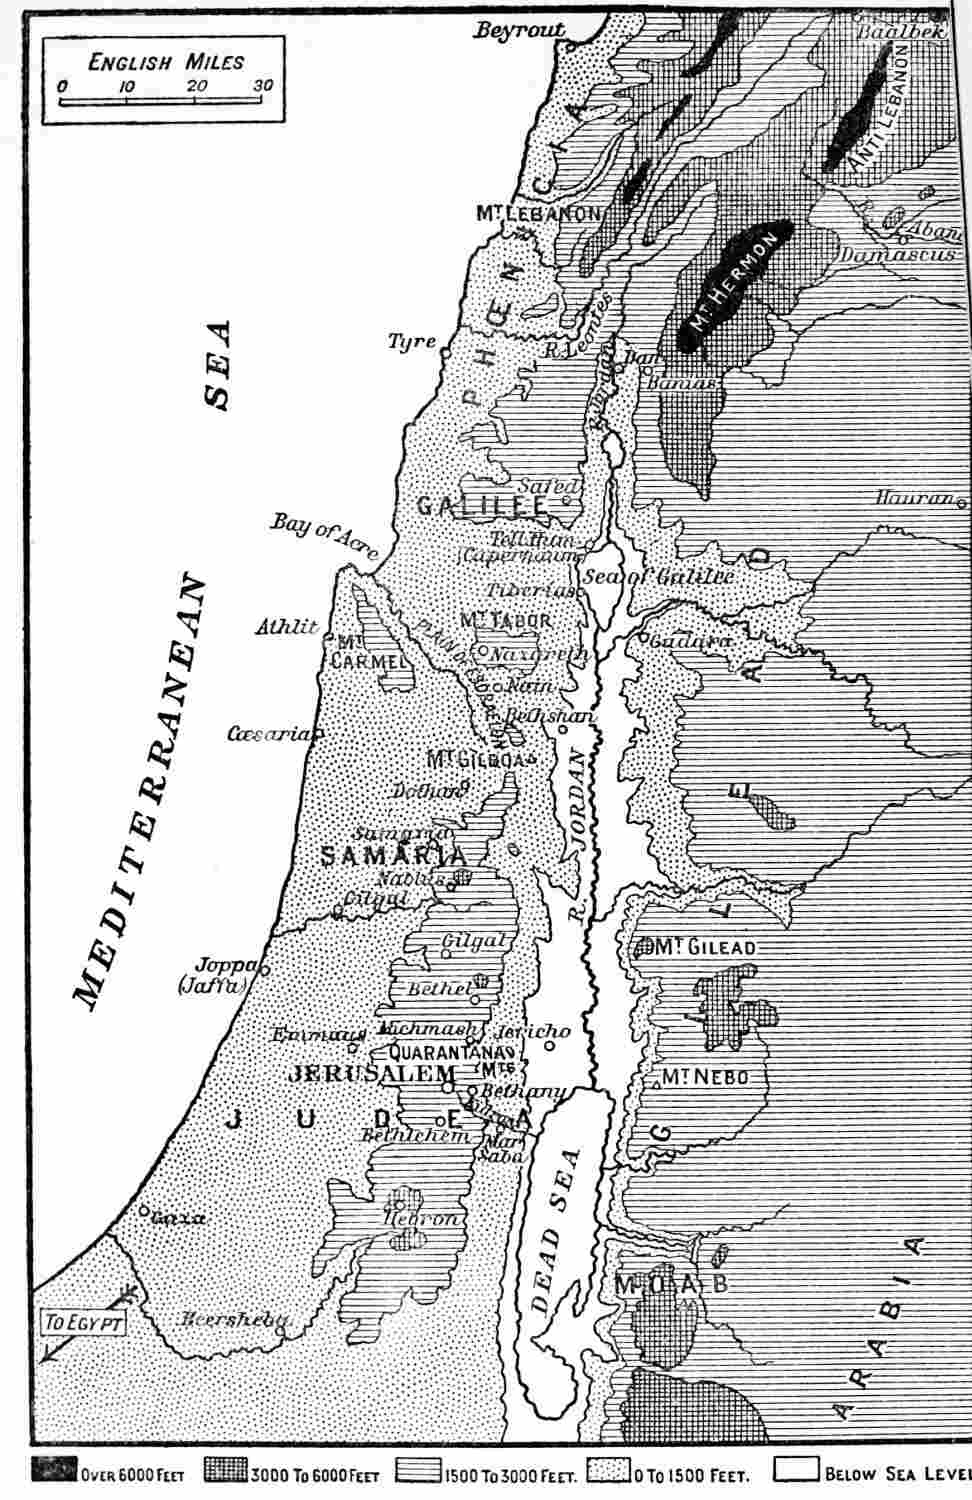 ENGLISH MILES
0 10 20 30
Beyrout
Baalbek
ANTI LEBANON
PHŒNICIA
Mt LEBANON
R. Abana
Damascus
Mt HERMON
Tyre
R. Leontes
Dan
Banias
R. Jordan
MEDITERRANEAN SEA
Safed
GALILEE
Hauran
Bay of Acre
Tell Hum
(Capernaum)
Sea of Galilee
Tiberias
Athlit
Mt TABOR
Mt
CARMEL
Nazareth
Gadara
PLAIN OF ESDRAELON
Nain
Bethshan
Cæsaria
Mt GILBOA
Dothan
R. JORDAN
Samaria
SAMARIA
Nablus
Gilgal
Gilgal
Mt GILEAD
GILEAD
Joppa
(Jaffa)
Bethel
Emmaus
Michmash
Jericho
QUARANTANA
Mts
JERUSALEM
Mt NEBO
Bethany
JUDEA
Bethlehem
Mar
Saba
Gaza
Hebron
DEAD SEA
MOAB
ARABIA
TO EGYPT
Beersheba
OVER 6000 FEET
3000 TO 6000 FEET
1500 TO 3000 FEET.
0 TO 1500 FEET.
BELOW SEA LEVEL